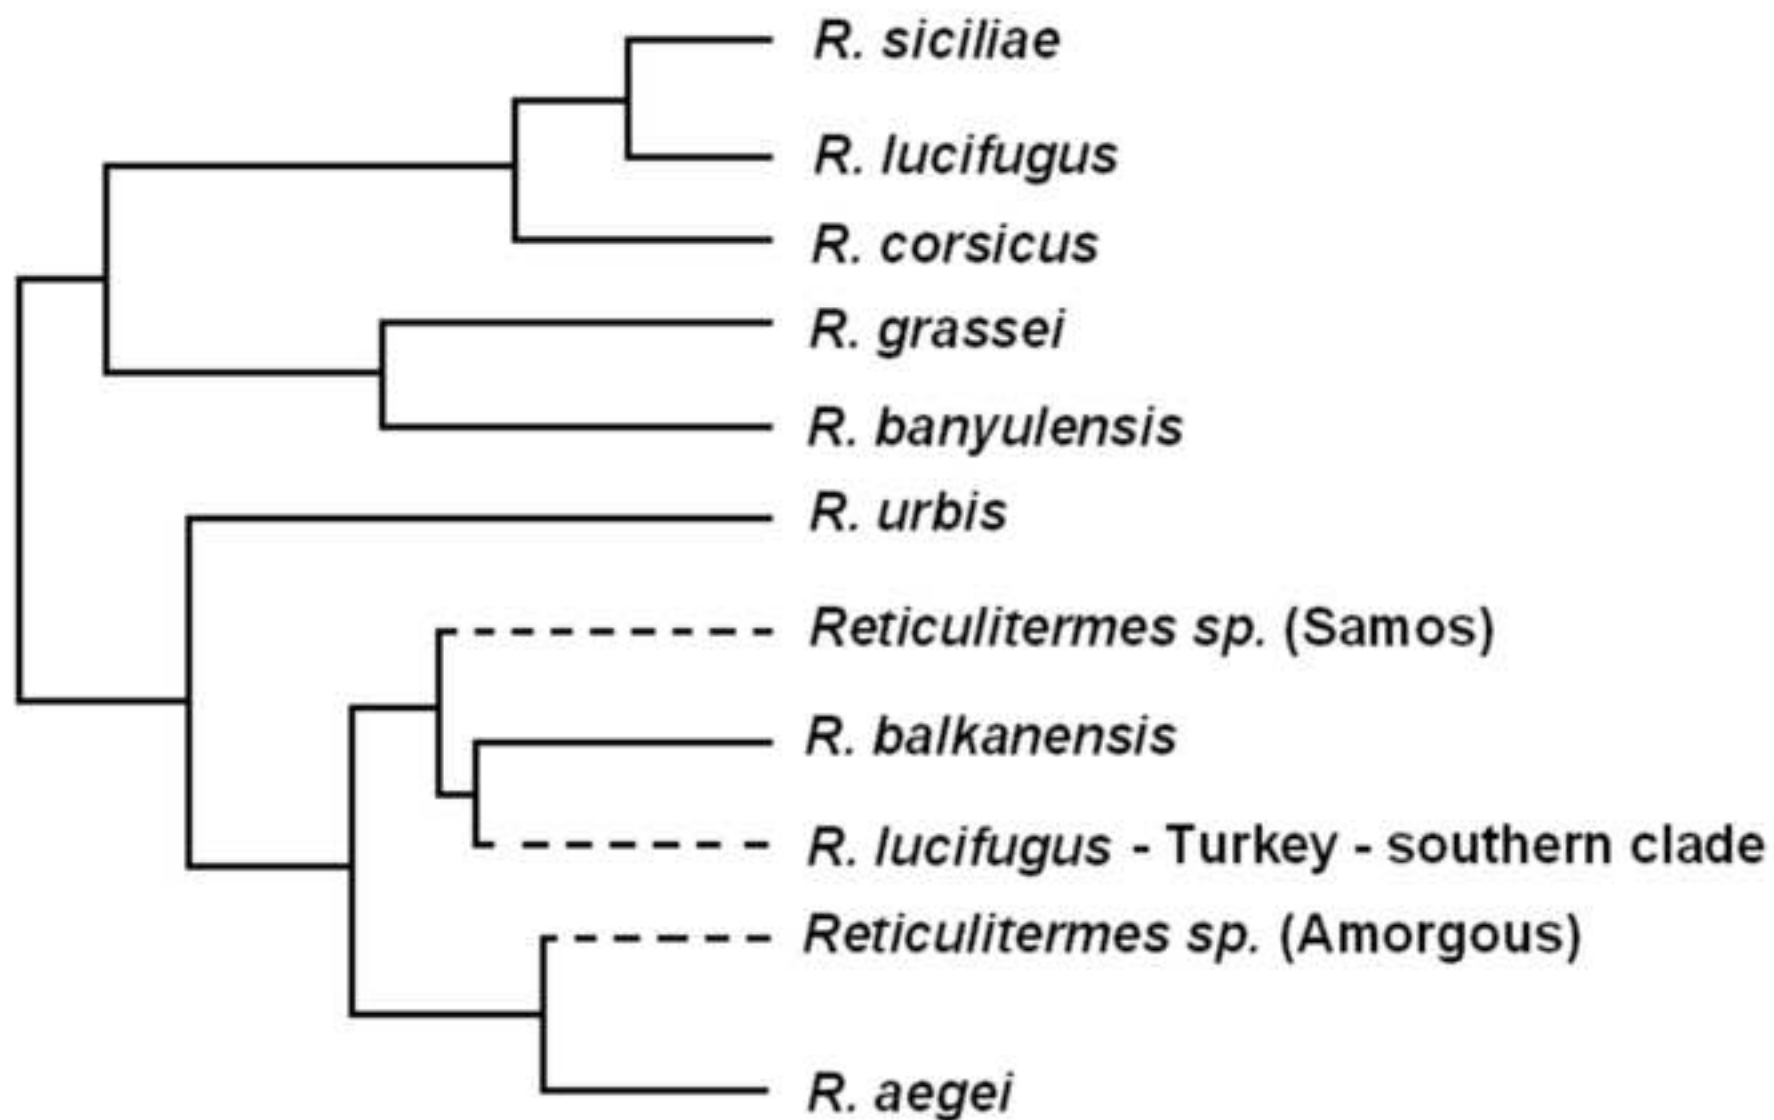 R. siciliae
R. lucifugus
R. corsicus
R. grassei
R. banyulensis
R. urbis
Reticulitermes sp. (Samos)
R. balkanensis
R. lucifugus - Turkey - southern clade
Reticulitermes sp. (Amorgous)
R. aegei